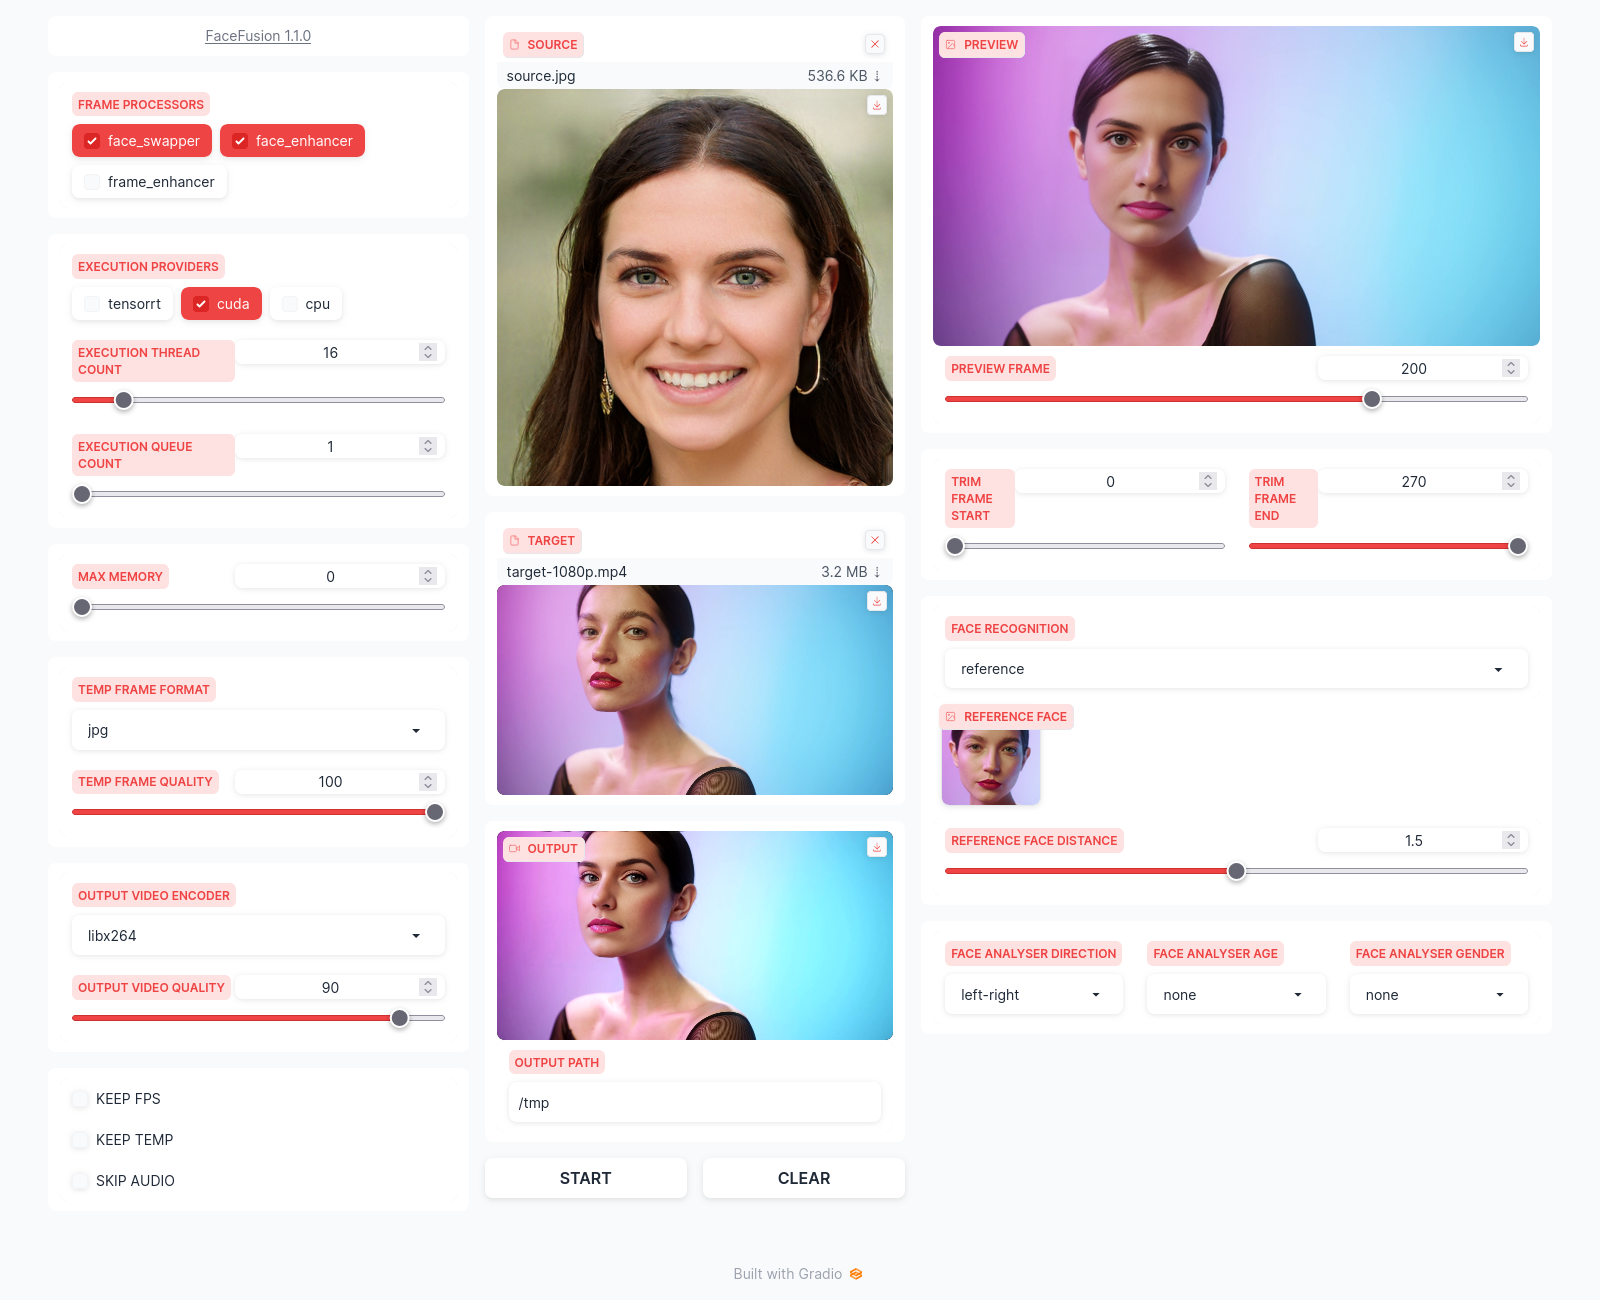 FaceFusion 1.1.0
FRAME PROCESSORS
face_swapper
face_enhancer
frame_enhancer
EXECUTION PROVIDERS
tensorrt
cuda
cpu
EXECUTION THREAD
COUNT
16
EXECUTION QUEUE
COUNT
1
MAX MEMORY
0
TEMP FRAME FORMAT
jpg
TEMP FRAME QUALITY
100
OUTPUT VIDEO ENCODER
libx264
OUTPUT VIDEO QUALITY
90
KEEP FPS
KEEP TEMP
SKIP AUDIO
SOURCE
source.jpg
536.6 KB ⇣
TARGET
target-1080p.mp4
3.2 MB ⇣
OUTPUT
OUTPUT PATH
/tmp
START
CLEAR
PREVIEW
PREVIEW FRAME
200
TRIM
FRAME
START
0
TRIM
FRAME
END
270
FACE RECOGNITION
reference
REFERENCE FACE
REFERENCE FACE DISTANCE
1.5
FACE ANALYSER DIRECTION
left-right
FACE ANALYSER AGE
none
FACE ANALYSER GENDER
none
Built with Gradio